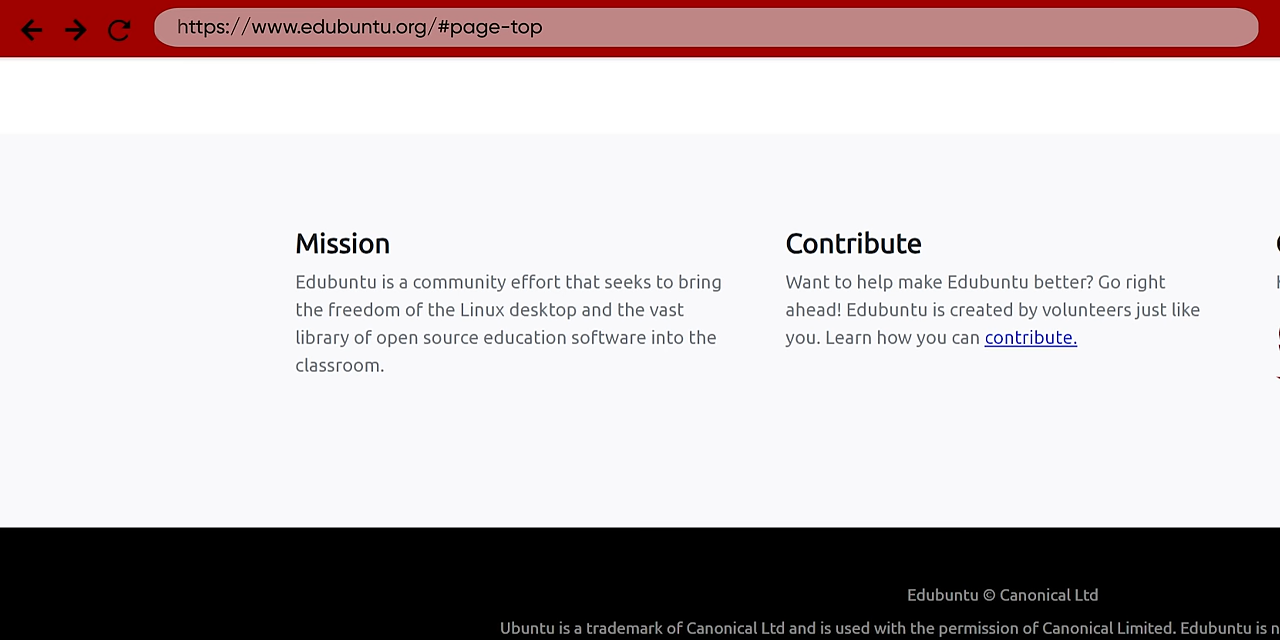 https://www.edubuntu.org/#page-top
Mission
Edubuntu is a community effort that seeks to bring
the freedom of the Linux desktop and the vast
library of open source education software into the
classroom.
Contribute
Want to help make Edubuntu better? Go right
ahead! Edubuntu is created by volunteers just like
you. Learn how you can contribute.
Edubuntu © Canonical Ltd
Ubuntu is a trademark of Canonical Ltd and is used with the permission of Canonical Limited. Edubuntu is